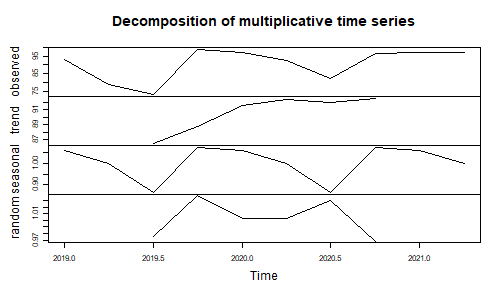 Decomposition of multiplicative time series
observed
95
85
75
trend
91
89
87
seasonal
1.00
0.90
random
1.01
0.97
2019.0 2019.5 2020.0 2020.5 2021.0
Time